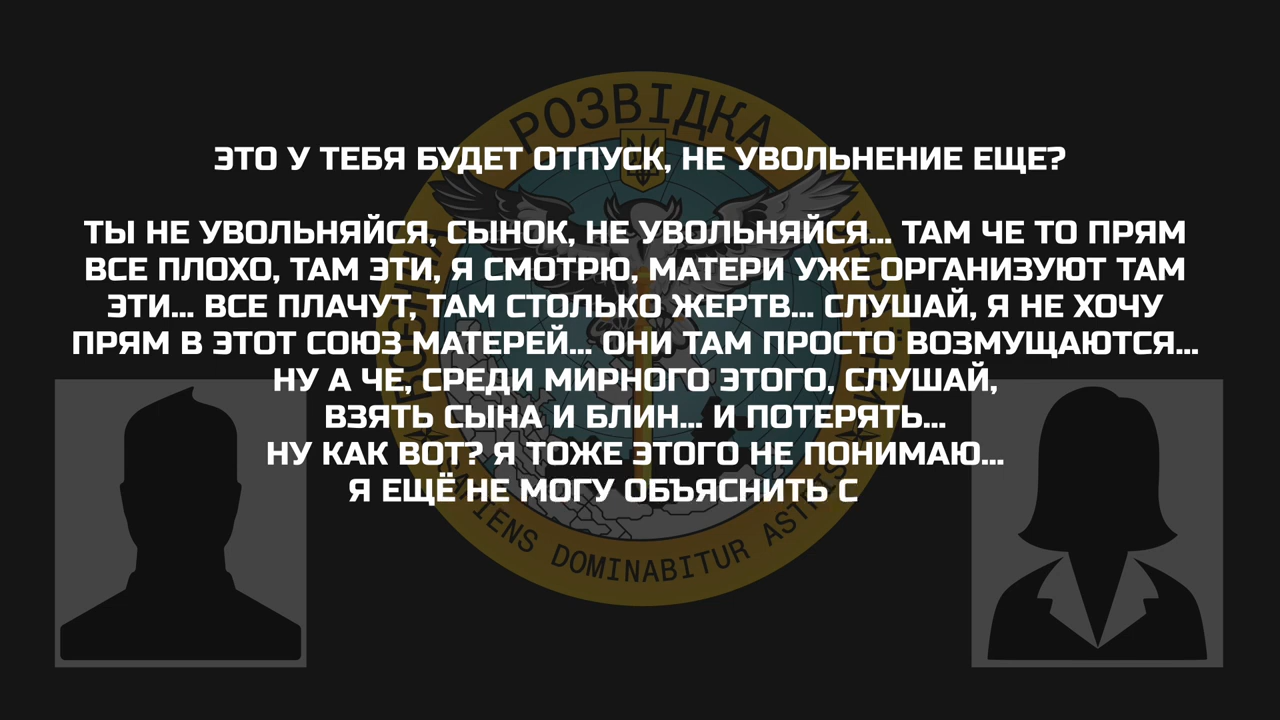 РОЗВІДКА
ЭТО У ТЕБЯ БУДЕТ ОТПУСК, НЕ УВОЛЬНЕНИЕ ЕЩЕ?
ТЫ НЕ УВОЛЬНЯЙСЯ, СЫНОК, НЕ УВОЛЬНЯЙСЯ... ТАМ ЧЕ ТО ПРЯМ
ВСЕ ПЛОХО, ТАМ ЭТИ, Я СМОТРЮ, МАТЕРИ УЖЕ ОРГАНИЗУЮТ ТАМ
ЭТИ... ВСЕ ПЛАЧУТ, ТАМ СТОЛЬКО ЖЕРТВ... СЛУШАЙ, Я НЕ ХОЧУ
ПРЯМ В ЭТОТ СОЮЗ МАТЕРЕЙ... ОНИ ТАМ ПРОСТО ВОЗМУЩАЮТСЯ...
НУ А ЧЕ, СРЕДИ МИРНОГО ЭТОГО, СЛУШАЙ,
ВЗЯТЬ СЫНА И БЛИН... И ПОТЕРЯТЬ...
НУ КАК ВОТ? Я ТОЖЕ ЭТОГО НЕ ПОНИМАЮ...
Я ЕЩЁ НЕ МОГУ ОБЪЯСНИТЬ С
SAPIENS DOMINABITUR ASTRIS